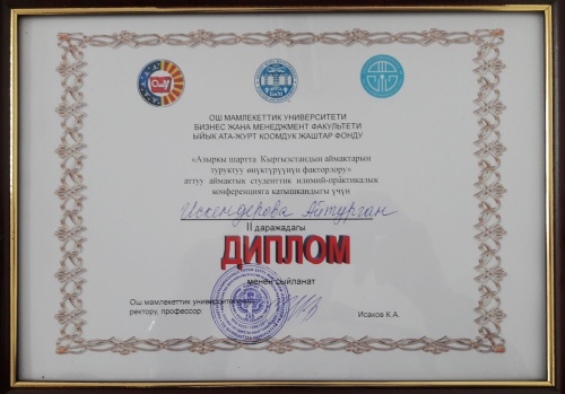 ОШ МАМЛЕКЕТТИК УНИВЕРСИТЕТИ
БИЗНЕС ЖАНА МЕНЕДЖМЕНТ ФАКУЛЬТЕТИ
ЫЙЫК АТА-ЖУРТ КООМДУК ЖАШТАР ФОНДУ
«Азыркы шартта Кыргызстандын аймактарын
туруктуу өнүктүрүүнүн факторлору»
аттуу аймактык студенттик илимий-практикалык
конференцияга катышкандыгы үчүн
Искендерова Айтурган
II даражадагы
ДИПЛОМ
менен сыйланат
Ош мамлекеттик университетинин
ректору, профессор:
Исаков К.А.